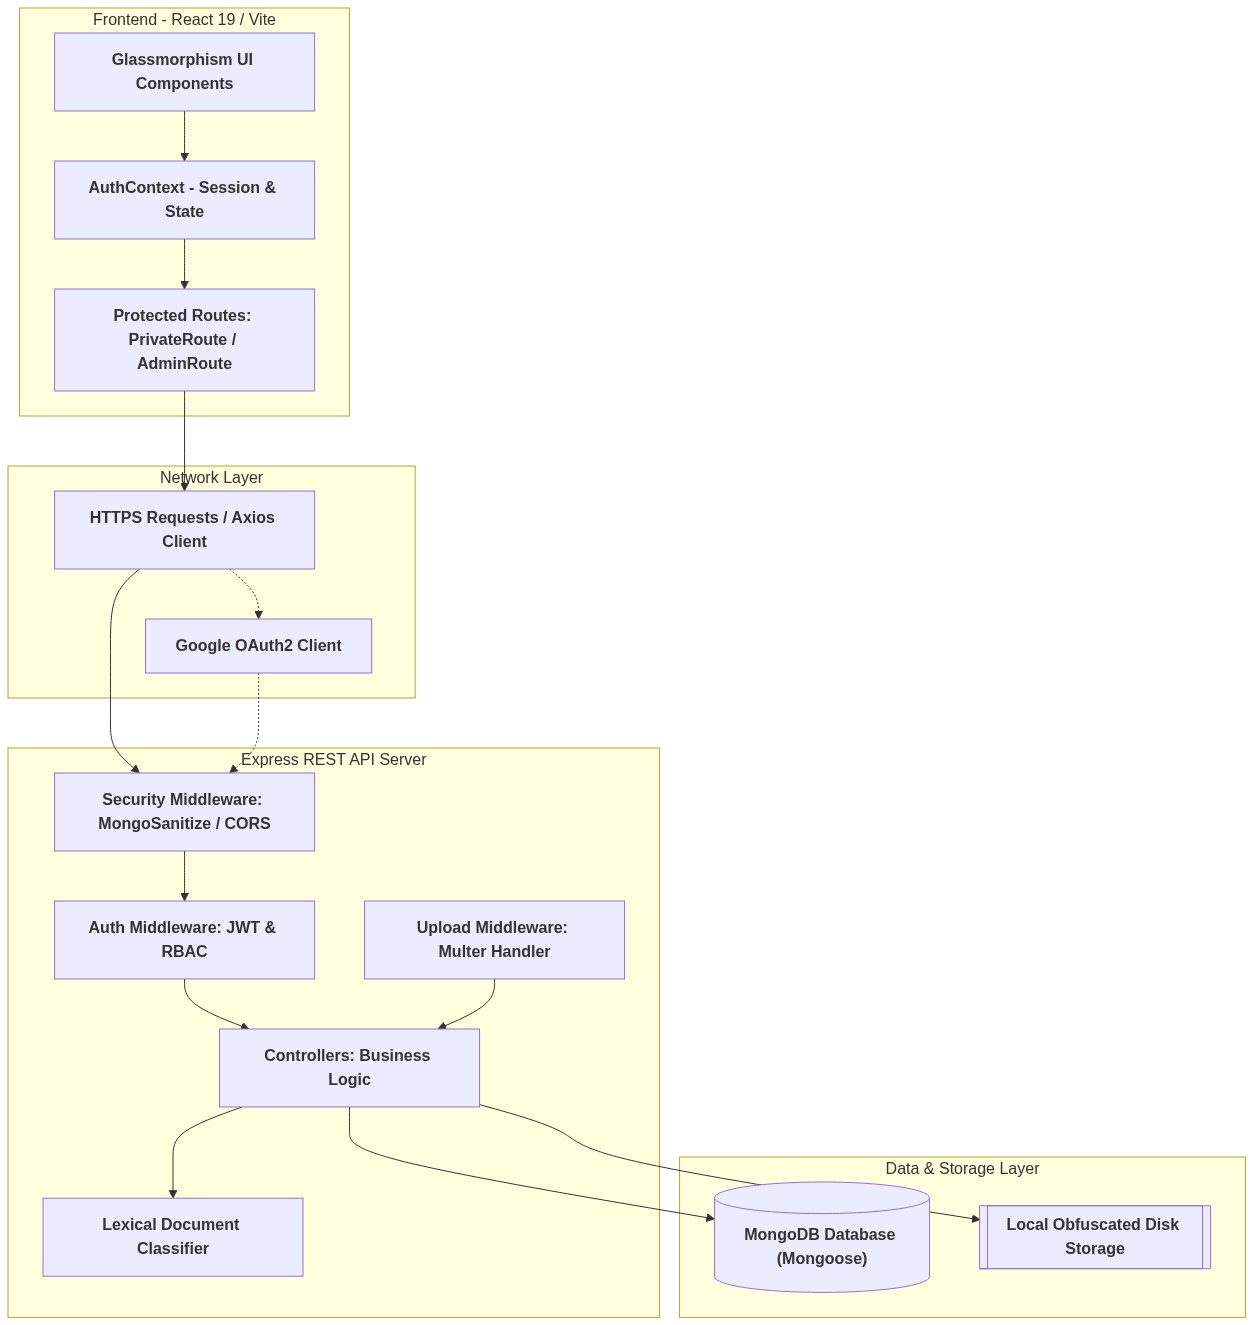 Frontend - React 19 / Vite
Glassmorphism UI
Components
AuthContext - Session &
State
Protected Routes:
PrivateRoute /
AdminRoute
Network Layer
HTTPS Requests / Axios
Client
Google OAuth2 Client
Express REST API Server
Security Middleware:
MongoSanitize / CORS
Auth Middleware: JWT &
RBAC
Upload Middleware:
Multer Handler
Controllers: Business
Logic
Lexical Document
Classifier
Data & Storage Layer
MongoDB Database
(Mongoose)
Local Obfuscated Disk
Storage